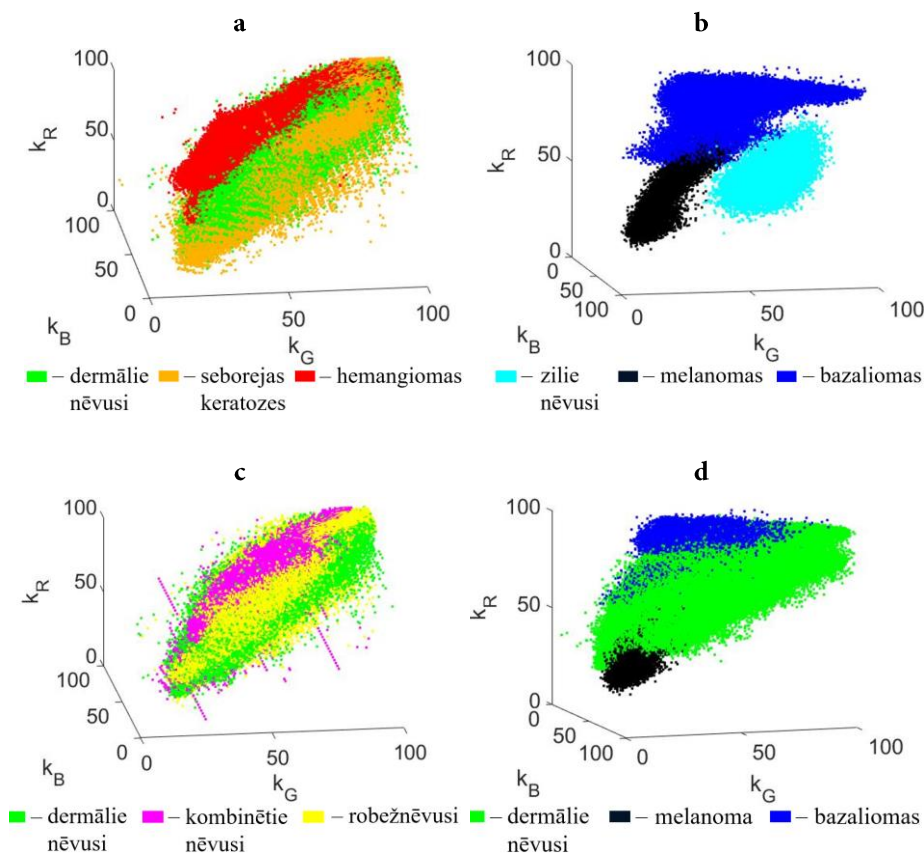 a
100
50
0
k_R
100
50
0
k_B
0
50
100
k_G
– dermālie nēvusi
– seborejas keratozes
– hemangiomas
b
100
50
0
k_R
0
50
100
k_B
0
50
100
k_G
– zilie nēvusi
– melanomas
– bazaliomas
c
100
50
0
k_R
100
50
0
k_B
0
50
100
k_G
– dermālie nēvusi
– kombinētie nēvusi
– robežnēvusi
d
100
50
0
k_R
0
50
100
k_B
0
50
100
k_G
– dermālie nēvusi
– melanoma
– bazaliomas